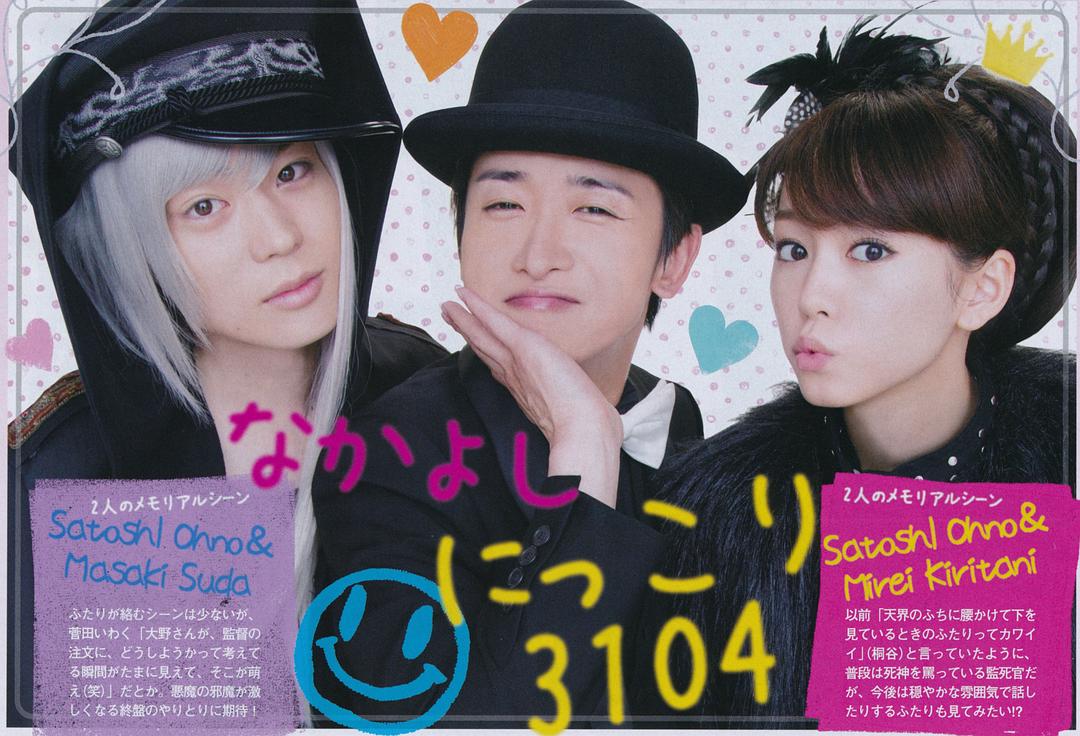 なかよし
にっこり
3104
2人のメモリアルシーン
SatoshI Ohno&
Masaki Suda
ふたりが絡むシーンは少ないが、
菅田いわく「大野さんが、監督の
注文に、どうしようかって考えて
る瞬間がたまに見えて、そこが萌
え(笑)」だとか。悪魔の邪魔が激
しくなる終盤のやりとりに期待!
2人のメモリアルシーン
SatoshI Ohno&
Mirei Kiritani
以前「天界のふちに腰かけて下を
見ているときのふたりってカワイ
イ」(桐谷)と言っていたように、
普段は死神を罵っている監死官だ
が、今後は穏やかな雰囲気で話し
たりするふたりも見てみたい!?